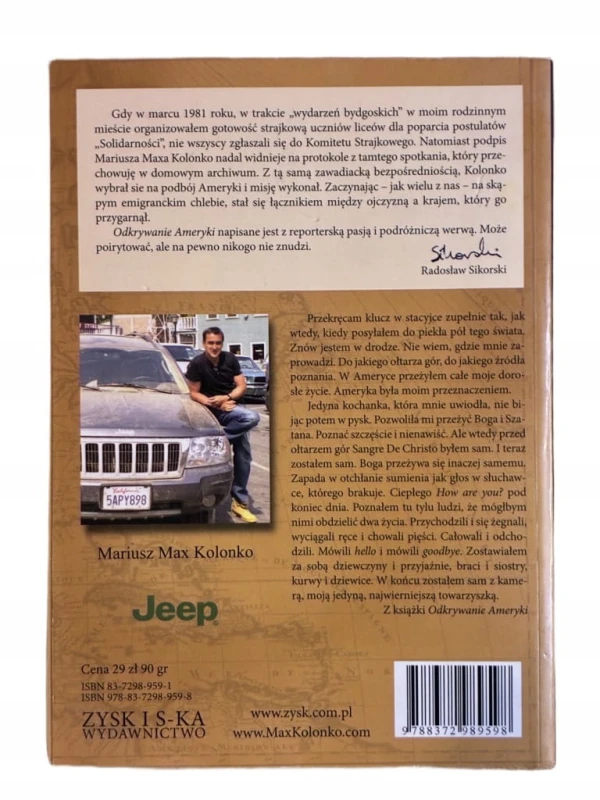 Gdy w marcu 1981 roku, w trakcie „wydarzeń bydgoskich” w moim rodzinnym
mieście organizowałem gotowość strajkową uczniów liceów dla poparcia postulatów
„Solidarności”, nie wszyscy zgłaszali się do Komitetu Strajkowego. Natomiast podpis
Mariusza Maxa Kolonko nadal widnieje na protokole z tamtego spotkania, który prze-
chowuję w domowym archiwum. Z tą samą zawadiacką bezpośredniością, Kolonko
wybrał sie na podbój Ameryki i misję wykonał. Zaczynając – jak wielu z nas – na ską-
pym emigranckim chlebie, stał się łącznikiem między ojczyzną a krajem, który go
przygarnął.
Odkrywanie Ameryki napisane jest z reporterską pasją i podróżniczą werwą. Może
poirytować, ale na pewno nikogo nie znudzi.
Sikorski
Radosław Sikorski
Przekręcam klucz w stacyjce zupełnie tak, jak
wtedy, kiedy posyłałem do piekła pół tego świata.
Znów jestem w drodze. Nie wiem, gdzie mnie za-
prowadzi. Do jakiego ołtarza gór, do jakiego źródła
poznania. W Ameryce przeżyłem całe moje doro-
słe życie. Ameryka była moim przeznaczeniem.
Jedyna kochanka, która mnie uwiodła, nie bi-
jąc potem w pysk. Pozwoliła mi przeżyć Boga i Sza-
tana. Poznać szczęście i nienawiść. Ale wtedy przed
ołtarzem gór Sangre De Christo byłem sam. I teraz
zostałem sam. Boga przeżywa się inaczej samemu.
Zapada w otchłanie sumienia jak głos w słuchaw-
ce, którego brakuje. Ciepłego How are you? pod
koniec dnia. Poznałem tu tylu ludzi, że mógłbym
nimi obdzielić dwa życia. Przychodzili i się żegnali,
wyciągali ręce i chowali pięści. Całowali i odcho-
dzili. Mówili hello i mówili goodbye. Zostawiałem
za sobą dziewczyny i przyjaźnie, braci i siostry,
kurwy i dziewice. W końcu zostałem sam z kame-
rą, moją jedyną, najwierniejszą towarzyszką.
Z książki Odkrywanie Ameryki
California
5APY898
Mariusz Max Kolonko
Jeep
Cena 29 zł 90 gr
ISBN 83-7298-959-1
ISBN 978-83-7298-959-8
ZYSK I S-KA
WYDAWNICTWO
www.zysk.com.pl
www.MaxKolonko.com
9788372989598